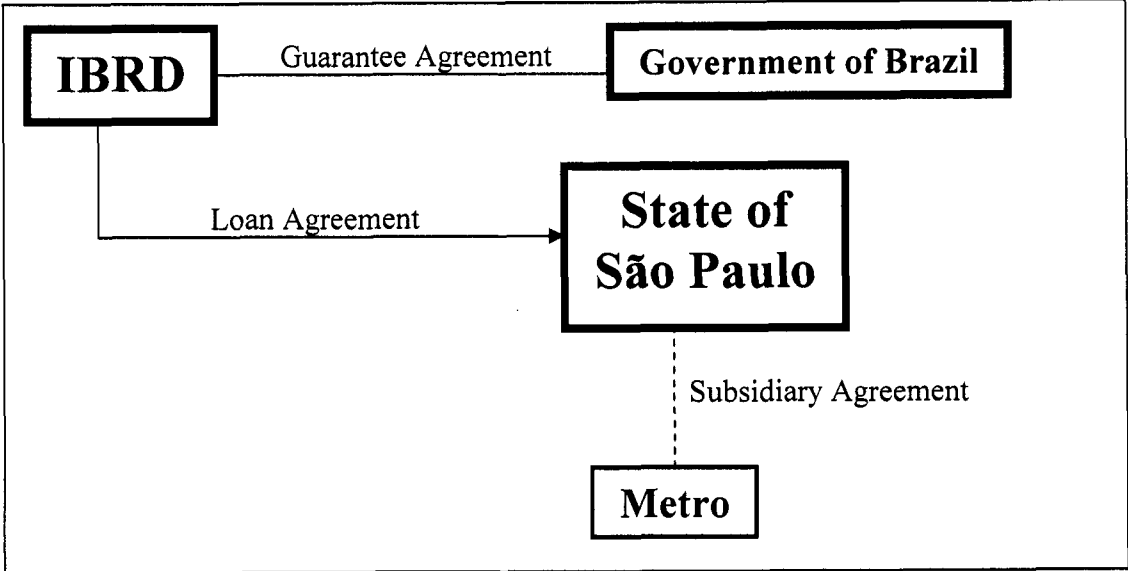 IBRD
Guarantee Agreement
Government of Brazil
Loan Agreement
State of
São Paulo
Subsidiary Agreement
Metro